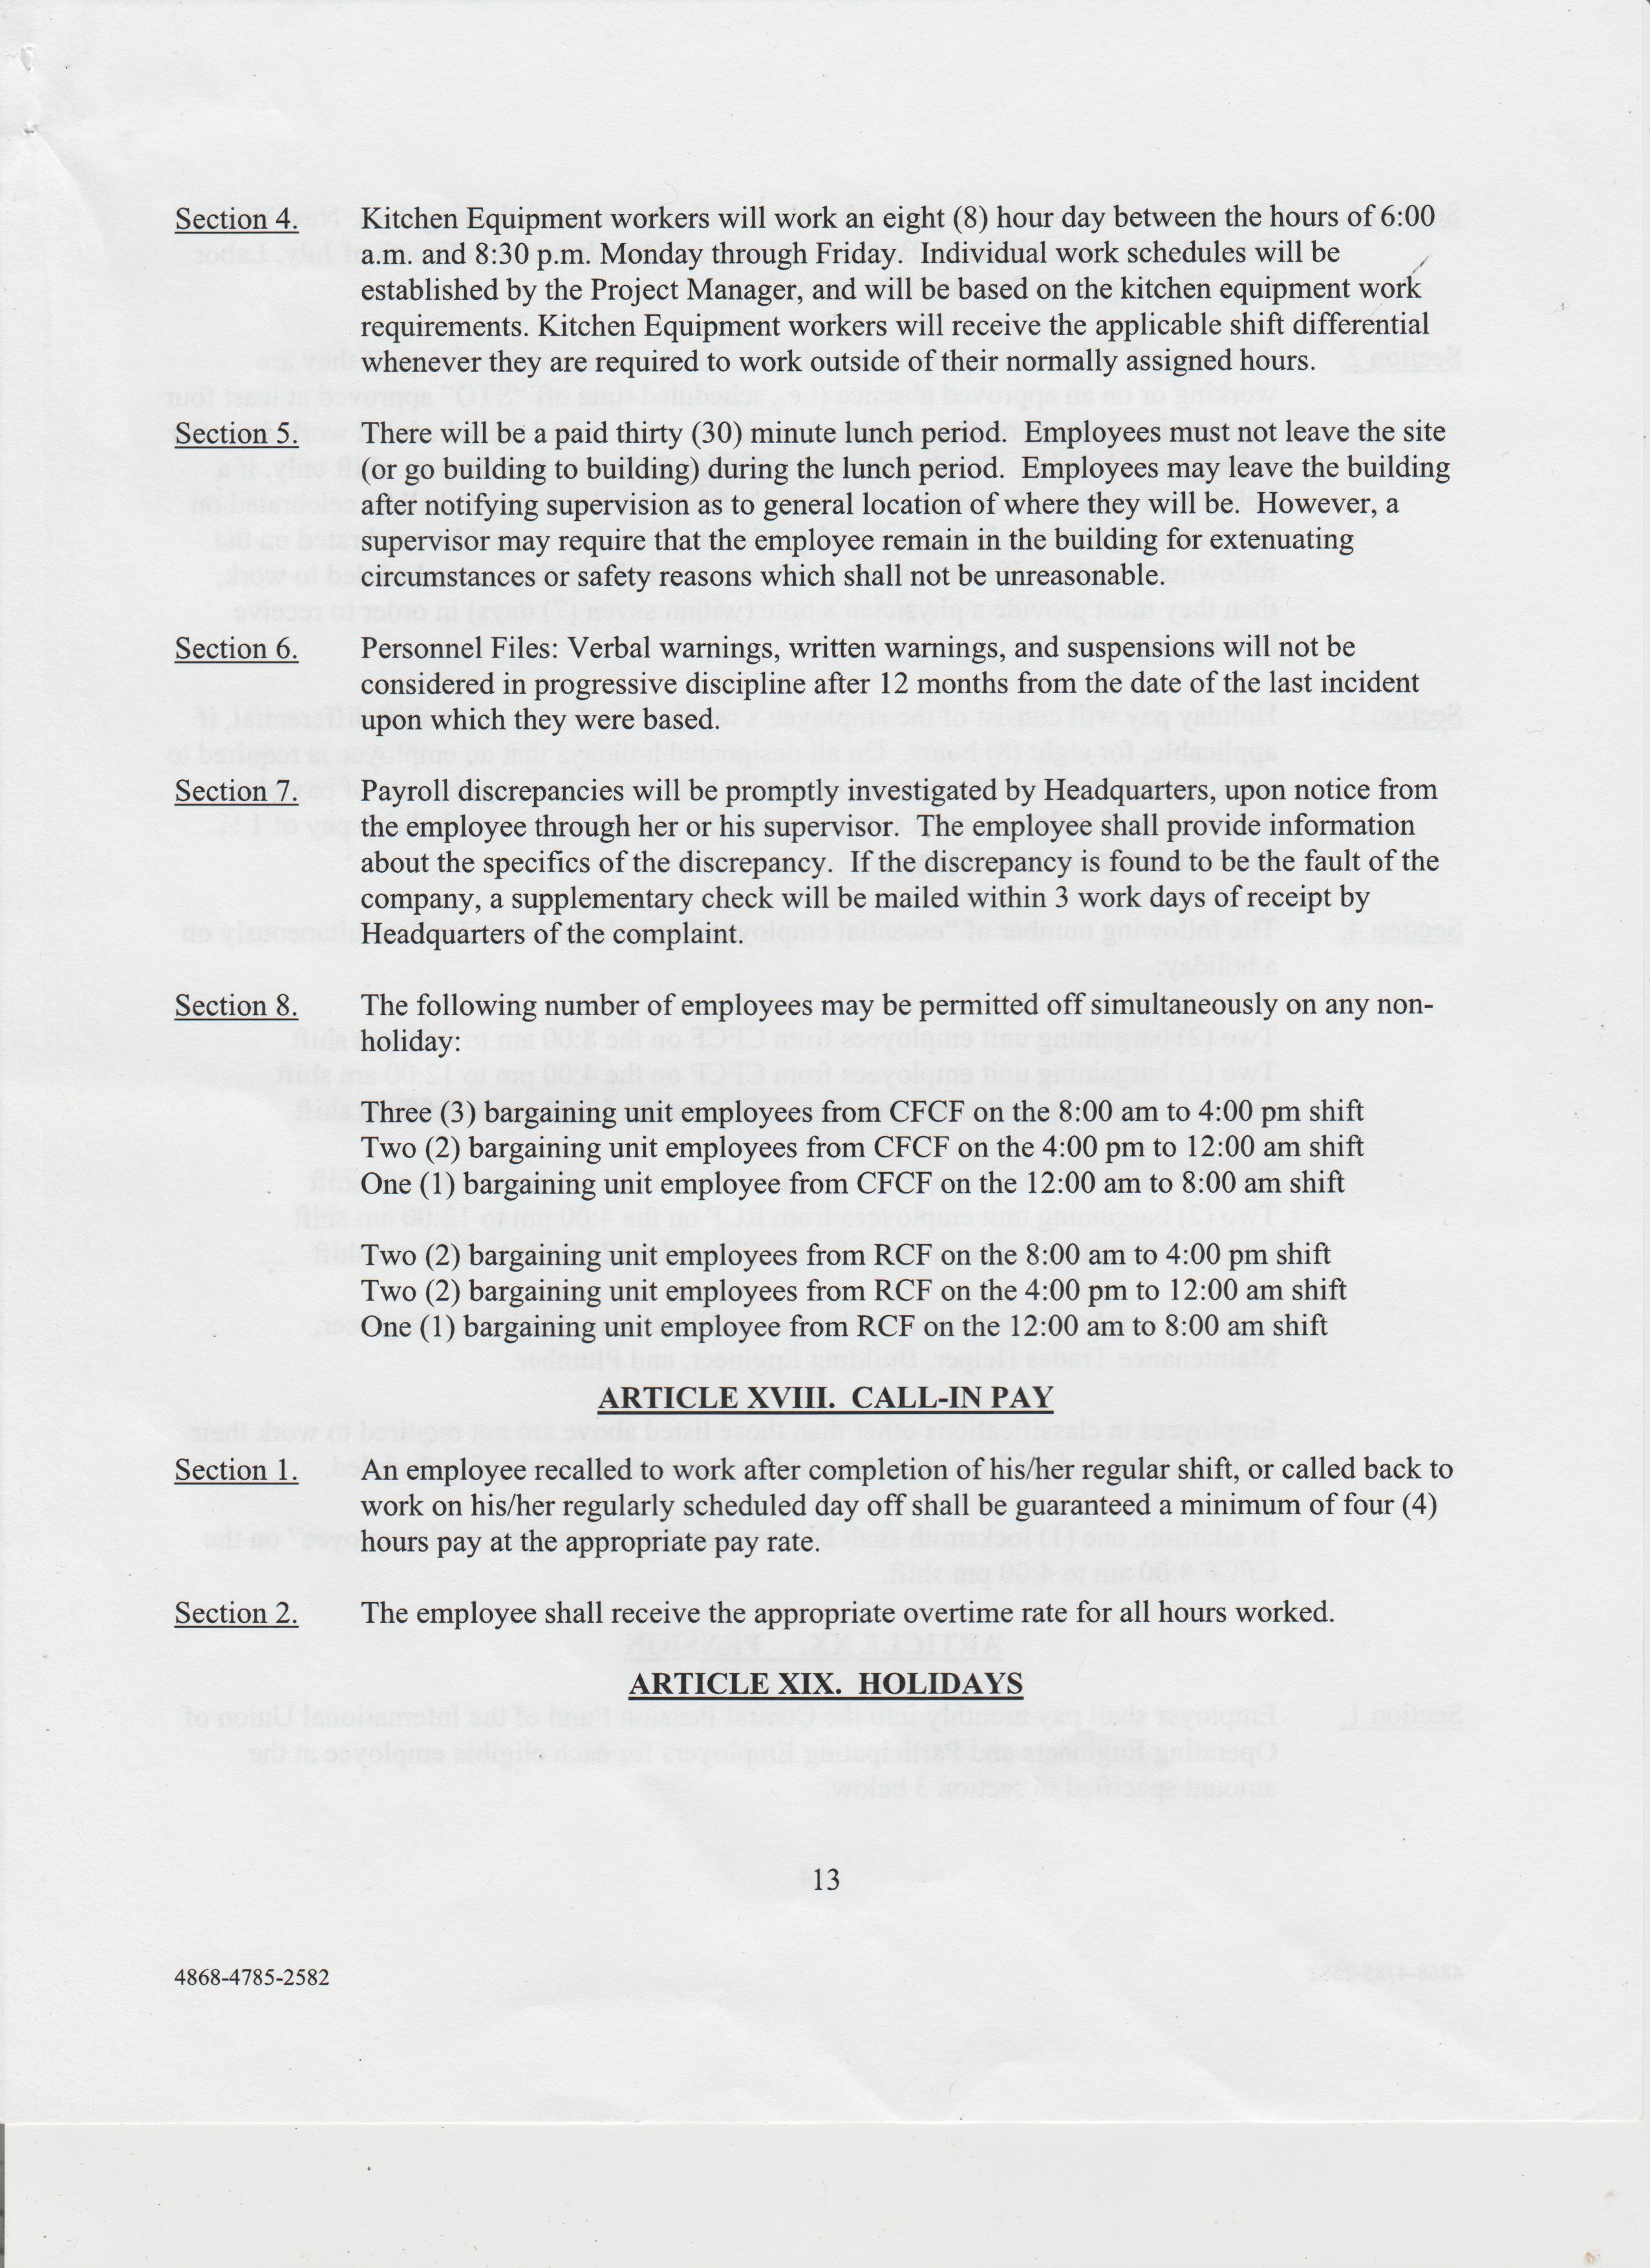 Section 4. Kitchen Equipment workers will work an eight (8) hour day between the hours of 6:00
a.m. and 8:30 p.m. Monday through Friday. Individual work schedules will be
established by the Project Manager, and will be based on the kitchen equipment work
requirements. Kitchen Equipment workers will receive the applicable shift differential
whenever they are required to work outside of their normally assigned hours.
Section 5. There will be a paid thirty (30) minute lunch period. Employees must not leave the site
(or go building to building) during the lunch period. Employees may leave the building
after notifying supervision as to general location of where they will be. However, a
supervisor may require that the employee remain in the building for extenuating
circumstances or safety reasons which shall not be unreasonable.
Section 6. Personnel Files: Verbal warnings, written warnings, and suspensions will not be
considered in progressive discipline after 12 months from the date of the last incident
upon which they were based.
Section 7. Payroll discrepancies will be promptly investigated by Headquarters, upon notice from
the employee through her or his supervisor. The employee shall provide information
about the specifics of the discrepancy. If the discrepancy is found to be the fault of the
company, a supplementary check will be mailed within 3 work days of receipt by
Headquarters of the complaint.
Section 8. The following number of employees may be permitted off simultaneously on any non-
holiday:
Three (3) bargaining unit employees from CFCF on the 8:00 am to 4:00 pm shift
Two (2) bargaining unit employees from CFCF on the 4:00 pm to 12:00 am shift
One (1) bargaining unit employee from CFCF on the 12:00 am to 8:00 am shift
Two (2) bargaining unit employees from RCF on the 8:00 am to 4:00 pm shift
Two (2) bargaining unit employees from RCF on the 4:00 pm to 12:00 am shift
One (1) bargaining unit employee from RCF on the 12:00 am to 8:00 am shift
ARTICLE XVIII. CALL-IN PAY
Section 1. An employee recalled to work after completion of his/her regular shift, or called back to
work on his/her regularly scheduled day off shall be guaranteed a minimum of four (4)
hours pay at the appropriate pay rate.
Section 2. The employee shall receive the appropriate overtime rate for all hours worked.
ARTICLE XIX. HOLIDAYS
13
4868-4785-2582